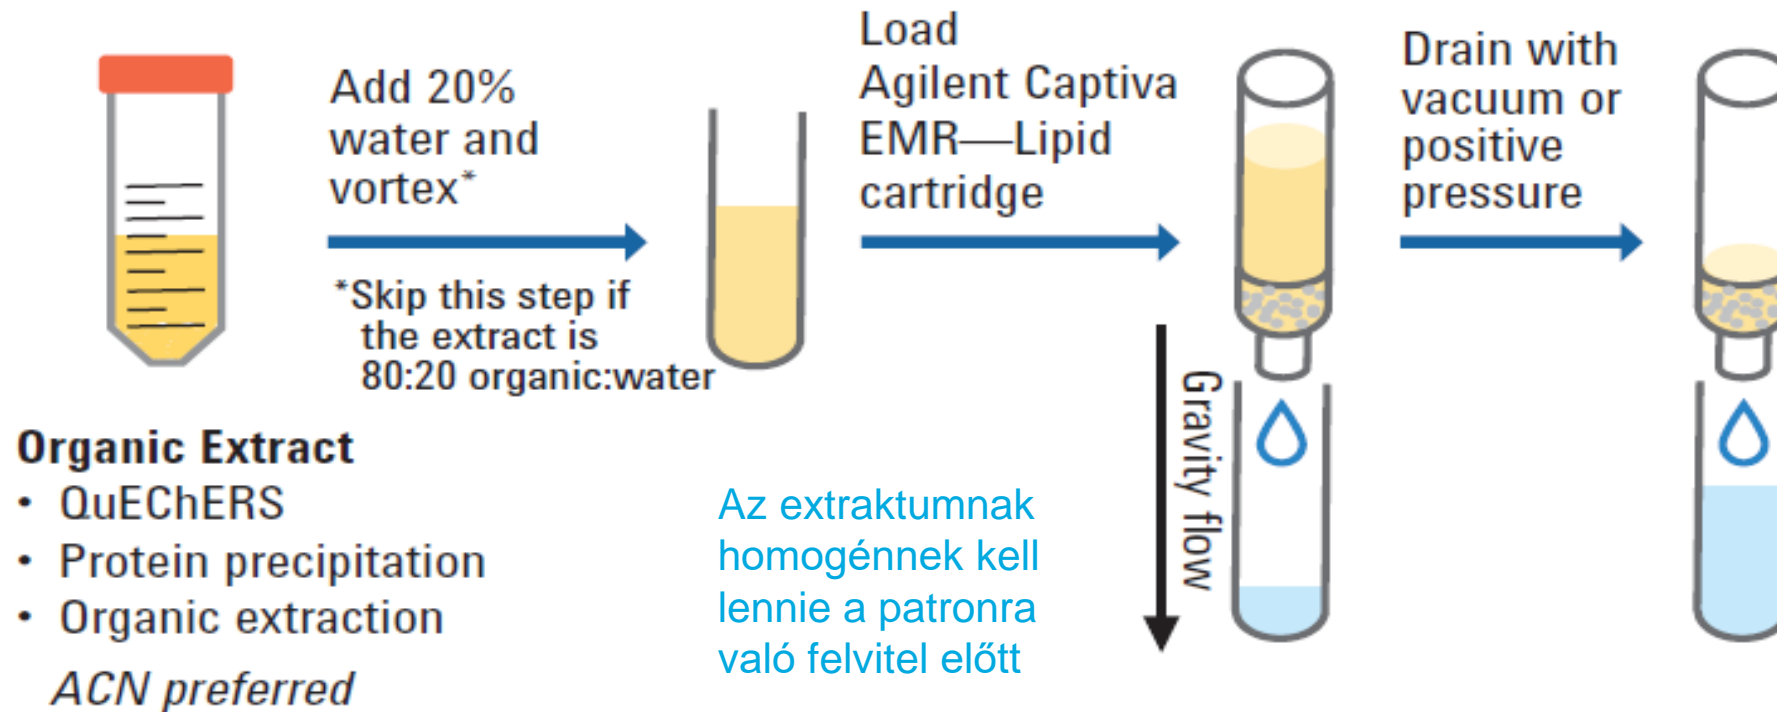 Add 20%
water and
vortex*
*Skip this step if
the extract is
80:20 organic:water
Load
Agilent Captiva
EMR—Lipid
cartridge
Drain with
vacuum or
positive
pressure
Gravity flow
Organic Extract
• QuEChERS
• Protein precipitation
• Organic extraction
ACN preferred
Az extraktumnak
homogénnek kell
lennie a patronra
való felvitel előtt